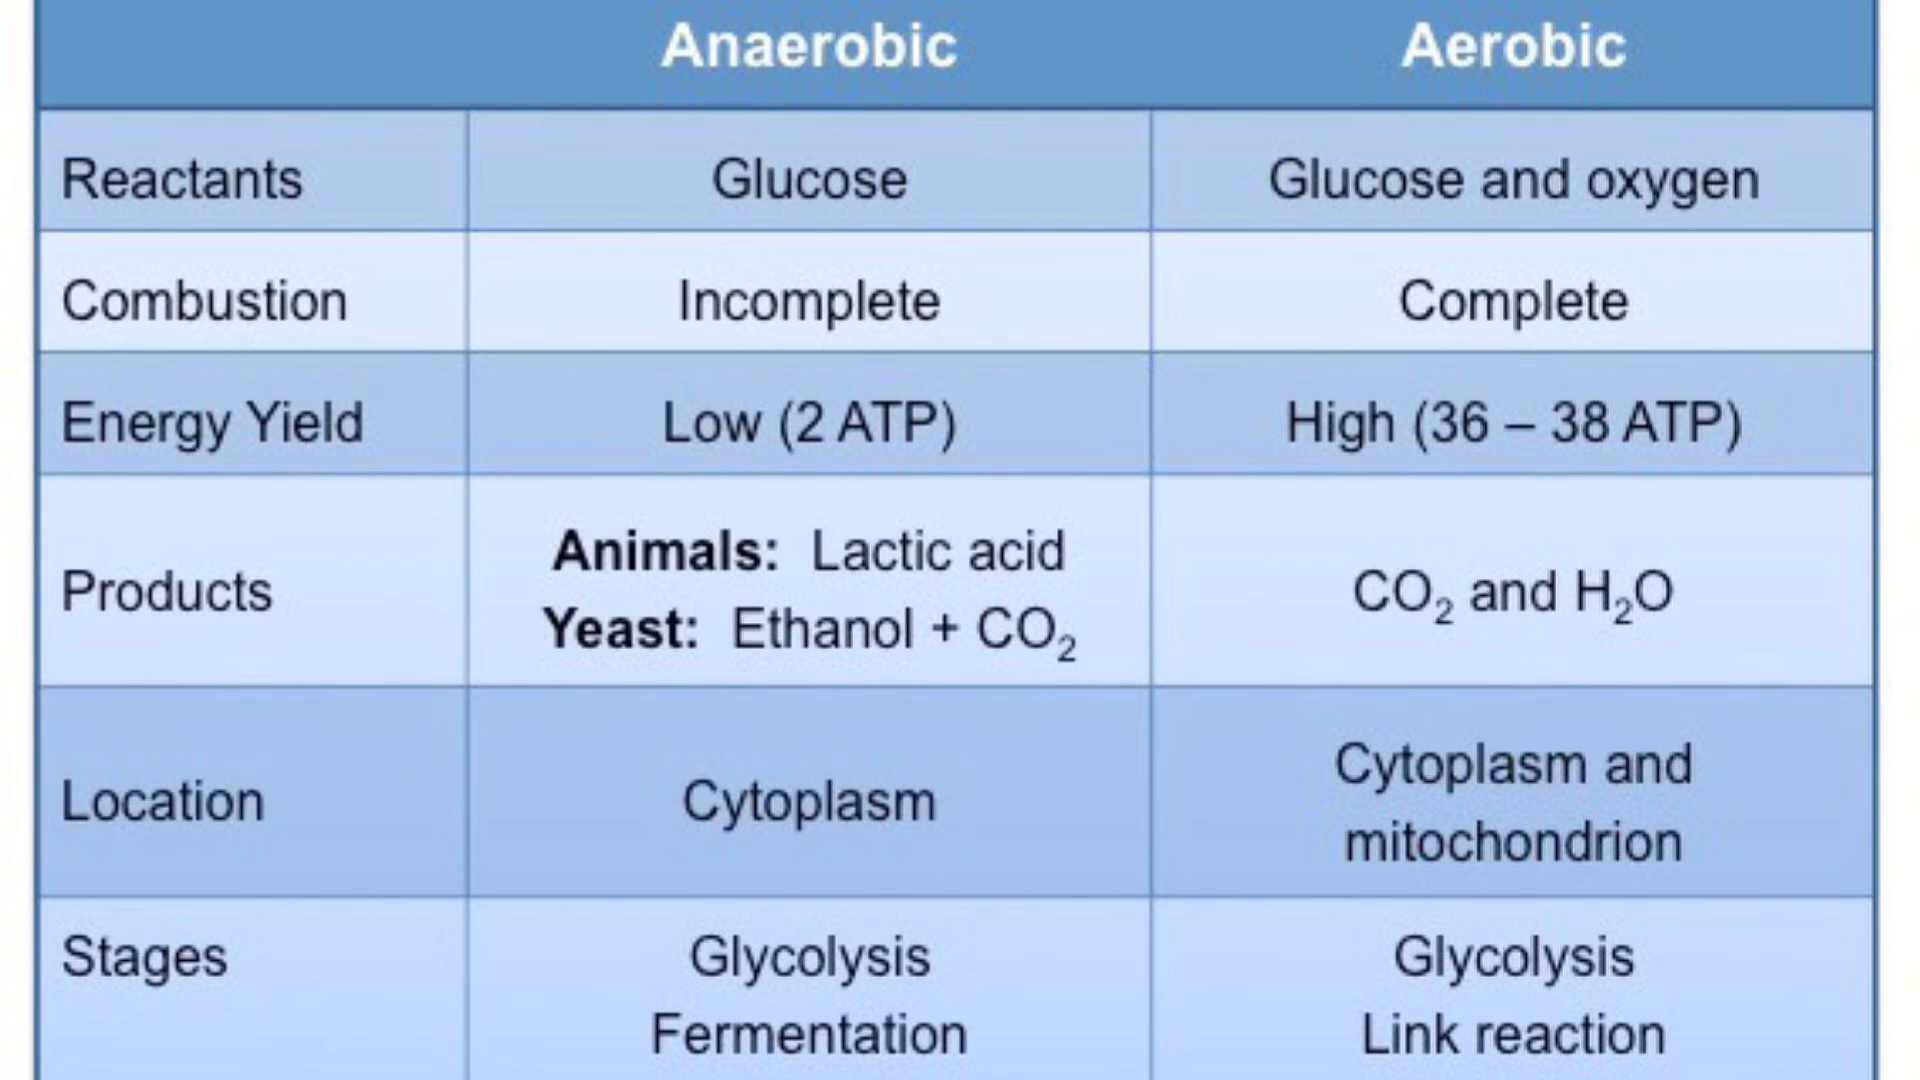 Anaerobic Aerobic
Reactants Glucose Glucose and oxygen
Combustion Incomplete Complete
Energy Yield Low (2 ATP) High (36 – 38 ATP)
Products
Animals: Lactic acid
Yeast: Ethanol + CO₂
CO₂ and H₂O
Location Cytoplasm
Cytoplasm and
mitochondrion
Stages Glycolysis Glycolysis
Fermentation Link reaction